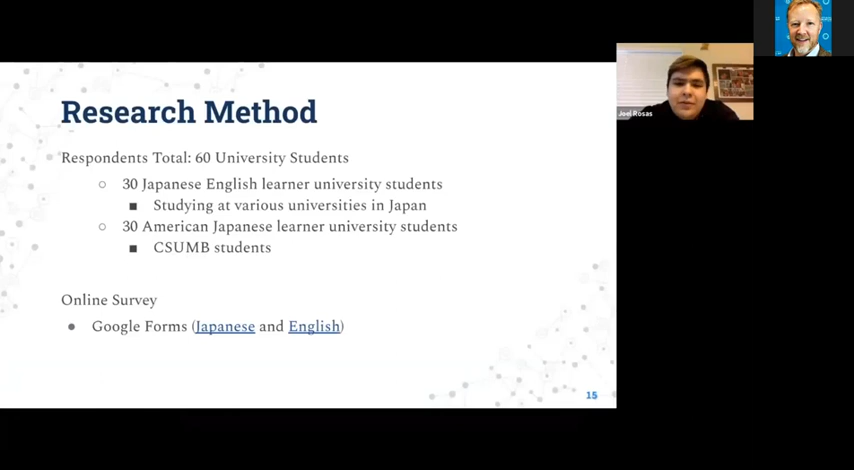 Research Method
Respondents Total: 60 University Students
○ 30 Japanese English learner university students
■ Studying at various universities in Japan
○ 30 American Japanese learner university students
■ CSUMB students
Online Survey
● Google Forms (Japanese and English)
15
Joel Rosas